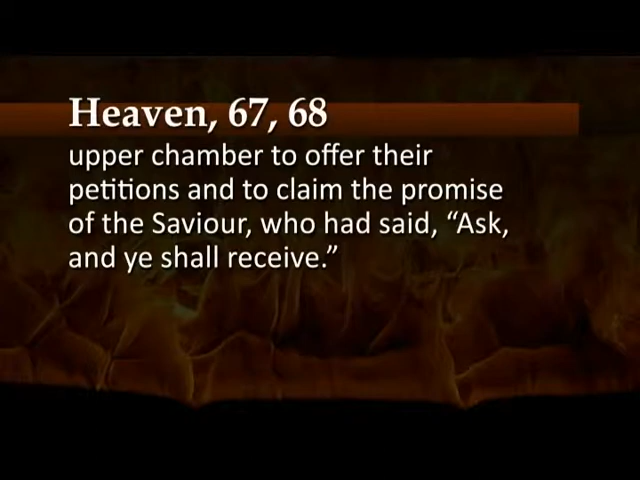 Heaven, 67, 68
upper chamber to offer their
petitions and to claim the promise
of the Saviour, who had said, “Ask,
and ye shall receive.”